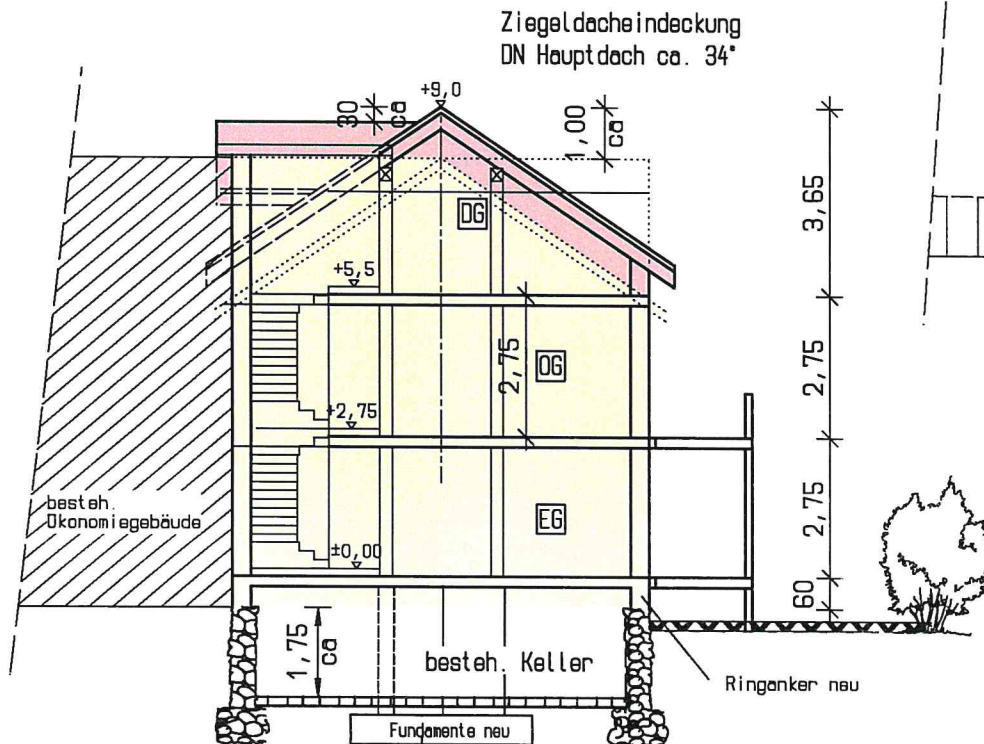 Ziegeldacheindeckung
DN Hauptdach ca. 34°
+9,0
30
ca
1,00
ca
3,65
DG
+5,5
2,75
OG
2,75
+2,75
besteh.
Ökonomiegebäude
EG
2,75
±0,00
60
1,75
ca
besteh. Keller
Ringanker neu
Fundamente neu